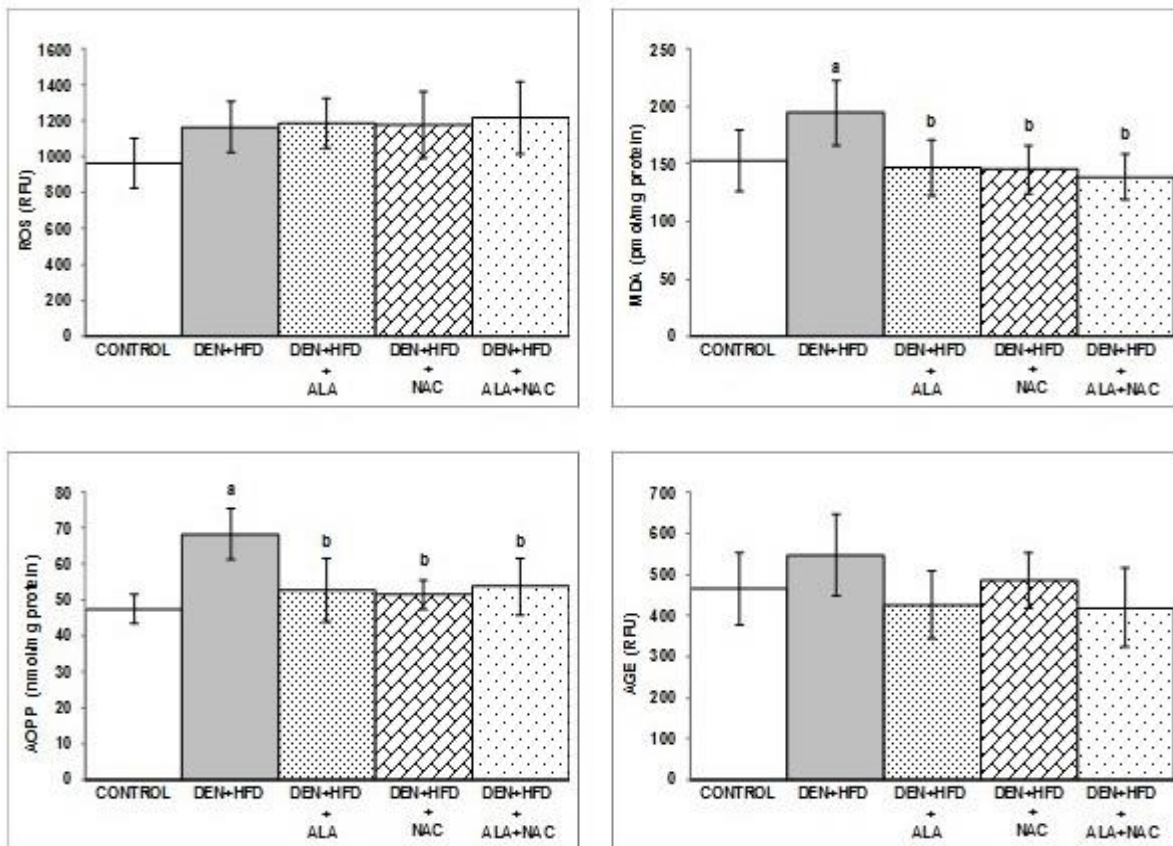 ROS (RFU)
1600
1400
1200
1000
800
600
400
200
0
CONTROL DEN+HFD DEN+HFD DEN+HFD DEN+HFD
+ + +
ALA NAC ALA+NAC
MDA (pmol/mg protein)
250
200
150
100
50
0
a
b b b
CONTROL DEN+HFD DEN+HFD DEN+HFD DEN+HFD
+ + +
ALA NAC ALA+NAC
AOPP (nmol/mg protein)
80
70
60
50
40
30
20
10
0
a
b b b
CONTROL DEN+HFD DEN+HFD DEN+HFD DEN+HFD
+ + +
ALA NAC ALA+NAC
AGE (RFU)
700
600
500
400
300
200
100
0
CONTROL DEN+HFD DEN+HFD DEN+HFD DEN+HFD
+ + +
ALA NAC ALA+NAC